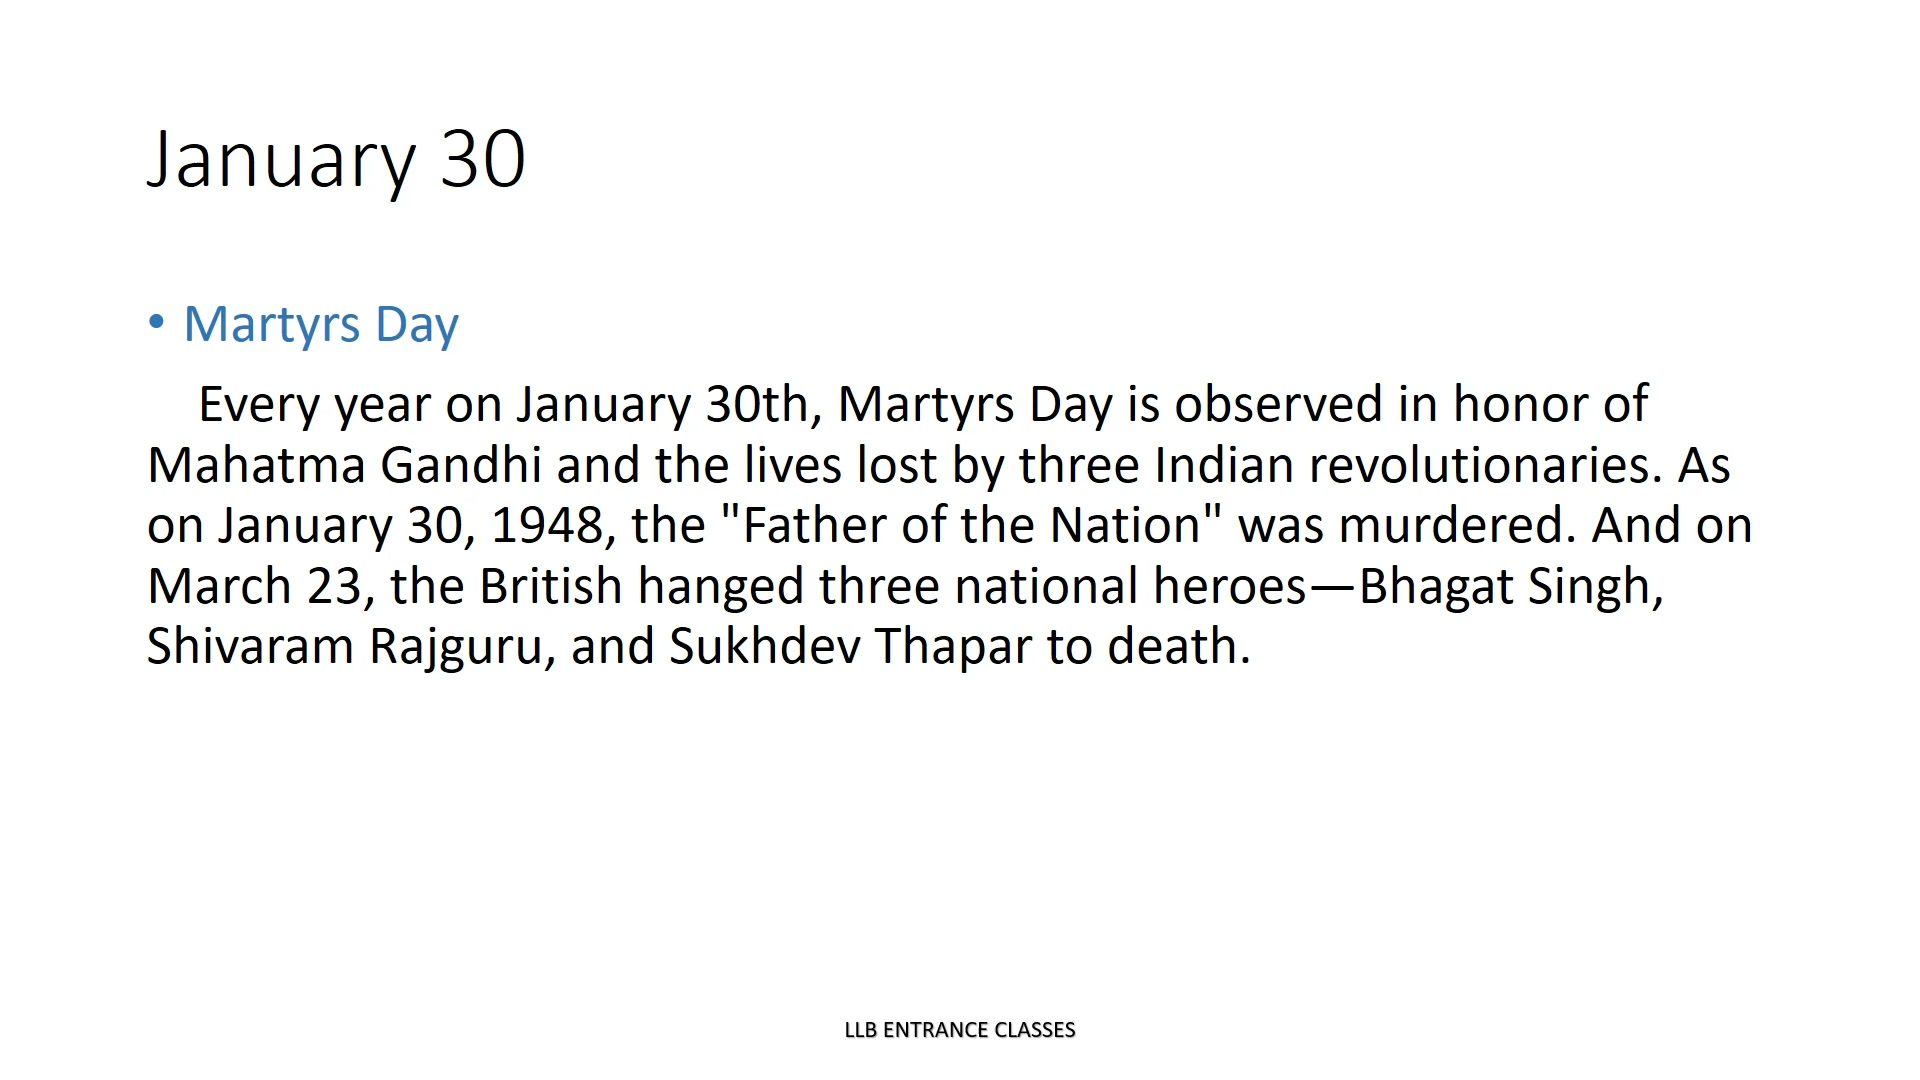 January 30
• Martyrs Day
Every year on January 30th, Martyrs Day is observed in honor of
Mahatma Gandhi and the lives lost by three Indian revolutionaries. As
on January 30, 1948, the "Father of the Nation" was murdered. And on
March 23, the British hanged three national heroes—Bhagat Singh,
Shivaram Rajguru, and Sukhdev Thapar to death.
LLB ENTRANCE CLASSES